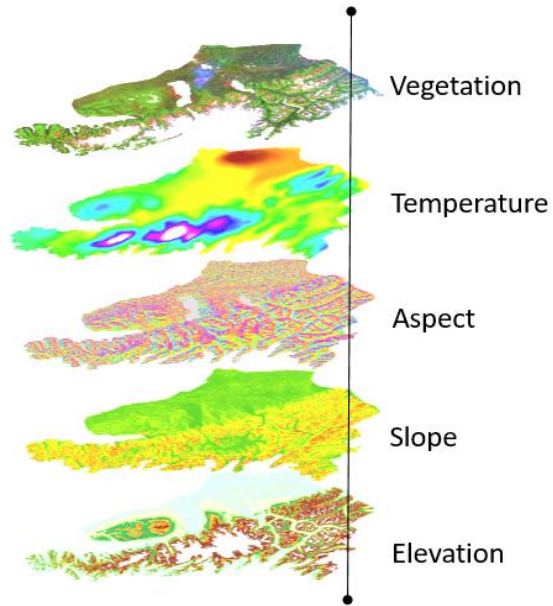 Vegetation
Temperature
Aspect
Slope
Elevation